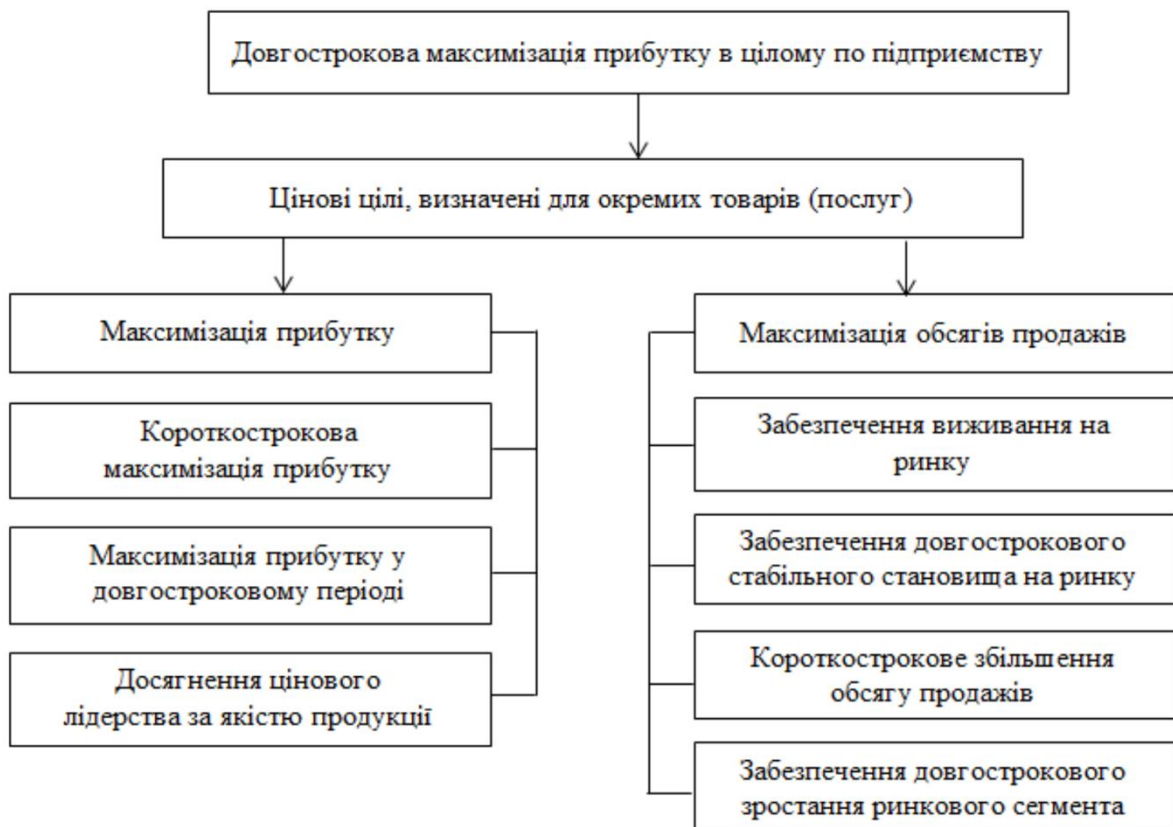 Довгострокова максимізація прибутку в цілому по підприємству
Цінові цілі, визначені для окремих товарів (послуг)
Максимізація прибутку
Короткострокова
максимізація прибутку
Максимізація прибутку у
довгостроковому періоді
Досягнення цінового
лідерства за якістю продукції
Максимізація обсягів продажів
Забезпечення виживання на
ринку
Забезпечення довгострокового
стабільного становища на ринку
Короткострокове збільшення
обсягу продажів
Забезпечення довгострокового
зростання ринкового сегмента